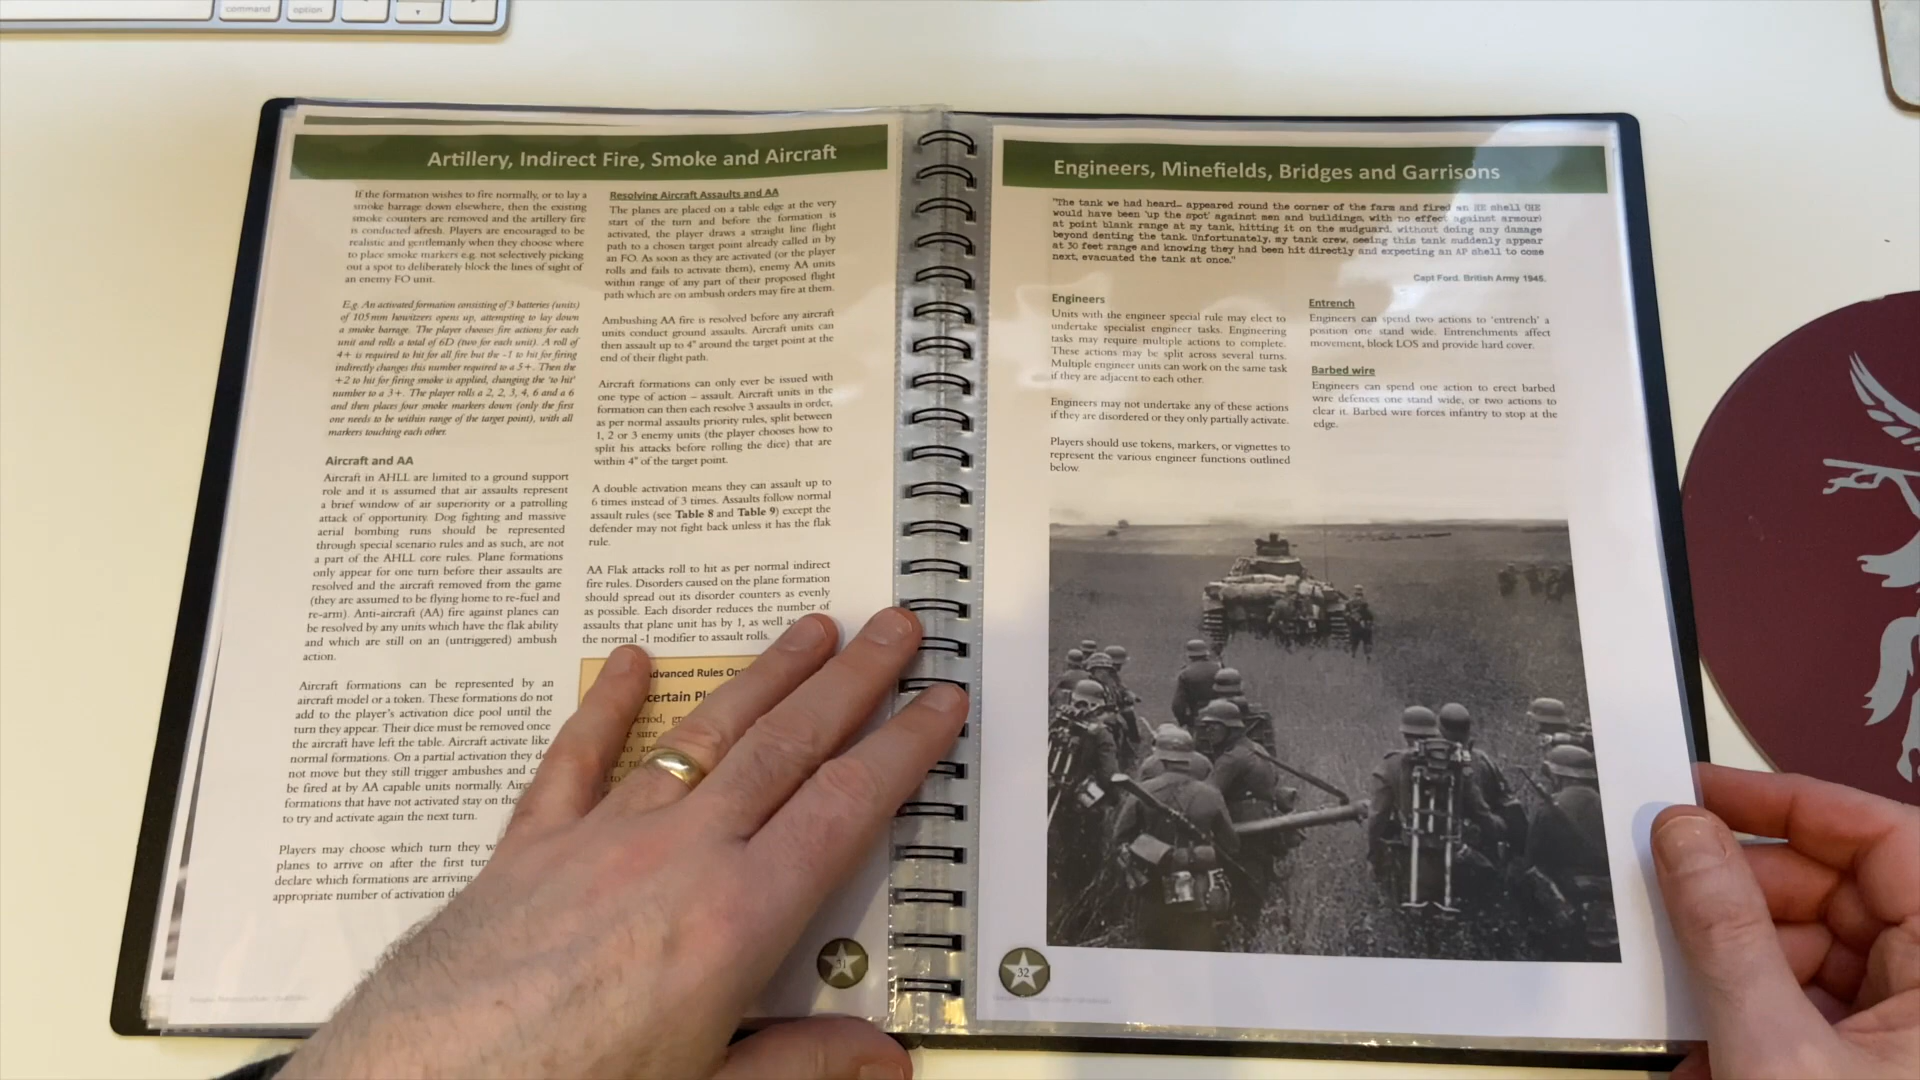 command
option
Artillery, Indirect Fire, Smoke and Aircraft
If the formation wishes to fire normally, or to lay a
smoke barrage down elsewhere, then the existing
smoke counters are removed and the artillery fire
is conducted afresh. Players are encouraged to be
realistic and gentlemanly when they choose where
to place smoke markers e.g. not selectively picking
out a spot to deliberately block the lines of sight of
an enemy FO unit.
E.g. An activated formation consisting of 3 batteries (units)
of 105mm howitzers opens up, attempting to lay down
a smoke barrage. The player chooses fire actions for each
unit and rolls a total of 6D (two for each unit). A roll of
4+ is required to hit for all fire but the -1 to hit for firing
indirectly changes this number required to a 5+. Then the
+2 to hit for firing smoke is applied, changing the 'to hit'
number to a 3+. The player rolls a 2, 2, 3, 4, 6 and a 6
and then places four smoke markers down (only the first
one needs to be within range of the target point), with all
markers touching each other.
Aircraft and AA
Aircraft in AHLL are limited to a ground support
role and it is assumed that air assaults represent
a brief window of air superiority or a patrolling
attack of opportunity. Dog fighting and massive
aerial bombing runs should be represented
through special scenario rules and as such, are not
a part of the AHLL core rules. Plane formations
only appear for one turn before their assaults are
resolved and the aircraft removed from the game
(they are assumed to be flying home to re-fuel and
re-arm). Anti-aircraft (AA) fire against planes can
be resolved by any units which have the flak ability
and which are still on an (untriggered) ambush
action.
Aircraft formations can be represented by an
aircraft model or a token. These formations do not
add to the player's activation dice pool until the
turn they appear. Their dice must be removed once
the aircraft have left the table. Aircraft activate like
normal formations. On a partial activation they
not move but they still trigger ambushes and
be fired at by AA capable units normally.
formations that have not activated stay on the
to try and activate again the next turn.
Players may choose which turn they
planes to arrive on after the first
declare which formations are arriving
appropriate number of activation
Resolving Aircraft Assaults and AA
The planes are placed on a table edge at the very
start of the turn and before the formation is
activated, the player draws a straight line flight
path to a chosen target point already called in by
an FO. As soon as they are activated (or the player
rolls and fails to activate them), enemy AA units
within range of any part of their proposed flight
path which are on ambush orders may fire at them.
Ambushing AA fire is resolved before any aircraft
units conduct ground assaults. Aircraft units can
then assault up to 4" around the target point at the
end of their flight path.
Aircraft formations can only ever be issued with
one type of action – assault. Aircraft units in the
formation can then each resolve 3 assaults in order,
as per normal assaults priority rules, split between
1, 2 or 3 enemy units (the player chooses how to
split his attacks before rolling the dice) that are
within 4" of the target point.
A double activation means they can assault up to
6 times instead of 3 times. Assaults follow normal
assault rules (see Table 8 and Table 9) except the
defender may not fight back unless it has the flak
rule.
AA Flak attacks roll to hit as per normal indirect
fire rules. Disorders caused on the plane formation
should spread out its disorder counters as evenly
as possible. Each disorder reduces the number of
assaults that plane unit has by 1, as well as
the normal -1 modifier to assault rolls.
Advanced Rules
31
Engineers, Minefields, Bridges and Garrisons
"The tank we had heard… appeared round the corner of the farm and fired an HE shell (HE
would have been 'up the spot' against men and buildings, with no effect against armour)
at point blank range at my tank, hitting it on the mudguard, without doing any damage
beyond denting the tank. Unfortunately, my tank crew, seeing this tank suddenly appear
at 30 feet range and knowing they had been hit directly and expecting an AP shell to come
next, evacuated the tank at once."
Capt Ford. British Army 1945.
Engineers
Units with the engineer special rule may elect to
undertake specialist engineer tasks. Engineering
tasks may require multiple actions to complete.
These actions may be split across several turns.
Multiple engineer units can work on the same task
if they are adjacent to each other.
Engineers may not undertake any of these actions
if they are disordered or they only partially activate.
Players should use tokens, markers, or vignettes to
represent the various engineer functions outlined
below.
Entrench
Engineers can spend two actions to 'entrench' a
position one stand wide. Entrenchments affect
movement, block LOS and provide hard cover.
Barbed wire
Engineers can spend one action to erect barbed
wire defences one stand wide, or two actions to
clear it. Barbed wire forces infantry to stop at the
edge.
32